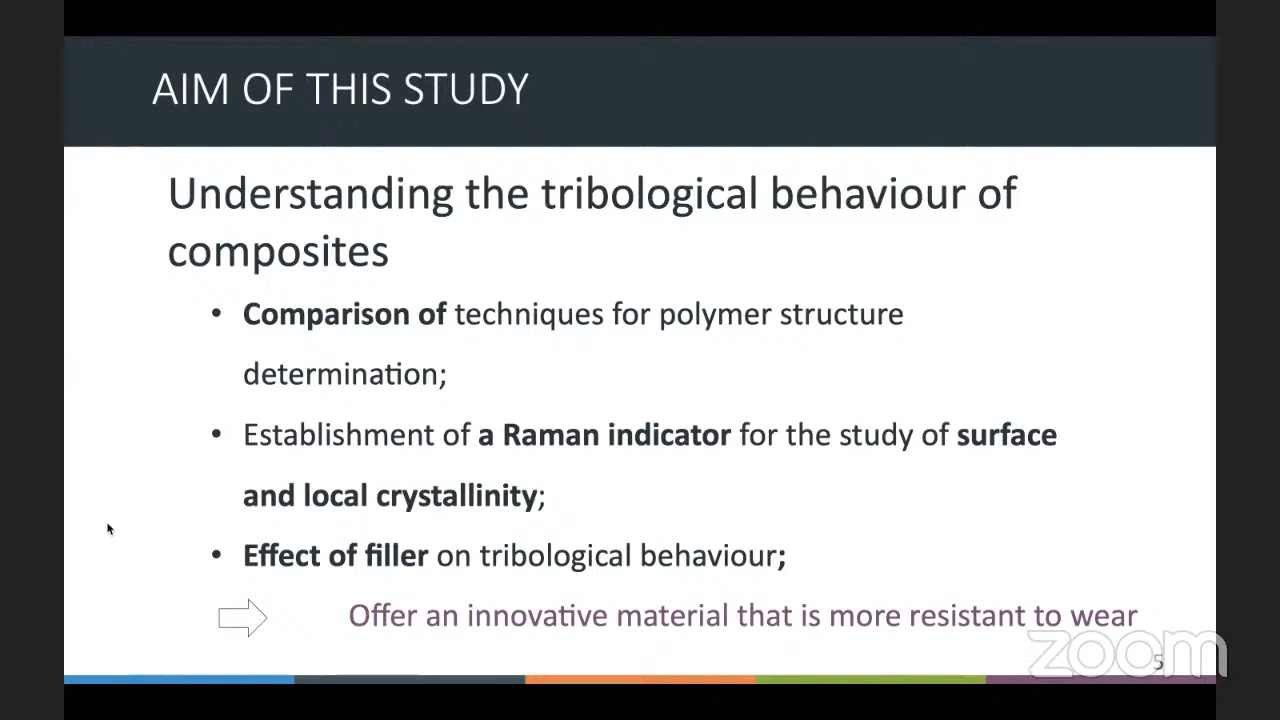 AIM OF THIS STUDY
Understanding the tribological behaviour of
composites
• Comparison of techniques for polymer structure
determination;
• Establishment of a Raman indicator for the study of surface
and local crystallinity;
• Effect of filler on tribological behaviour;
Offer an innovative material that is more resistant to wear
zoom
5